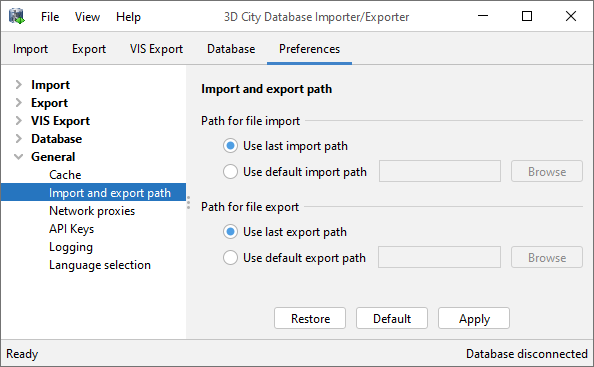 File View Help 3D City Database Importer/Exporter
Import Export VIS Export Database Preferences
Import
Export
VIS Export
Database
General
Cache
Import and export path
Network proxies
API Keys
Logging
Language selection
Import and export path
Path for file import
Use last import path
Use default import path Browse
Path for file export
Use last export path
Use default export path Browse
Restore Default Apply
Ready Database disconnected